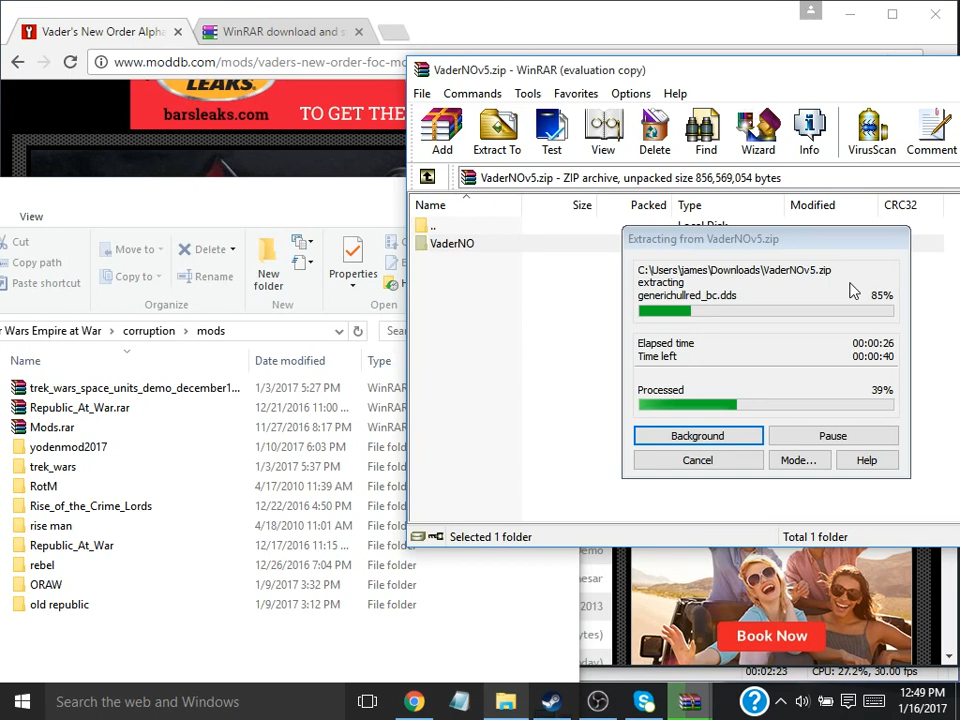 Vader's New Order Alpha
WinRAR download and s
www.moddb.com/mods/vaders-new-order-foc-mo
LEAKS.
barsleaks.com
TO GET THE
VaderNOv5.zip - WinRAR (evaluation copy)
File Commands Tools Favorites Options Help
Add Extract To Test View Delete Find Wizard Info VirusScan Comment
VaderNOv5.zip - ZIP archive, unpacked size 856,569,054 bytes
Name Size Packed Type Modified CRC32
.. Local Disk
VaderNO
Extracting from VaderNOv5.zip
C:\Users\james\Downloads\VaderNOv5.zip
extracting
generichullred_bc.dds 85%
Elapsed time 00:00:26
Time left 00:00:40
Processed 39%
Background Pause
Cancel Mode... Help
Selected 1 folder Total 1 folder
View
Cut
Copy path
Paste shortcut
Move to
Copy to
Delete
Rename
Organize
New
folder
Properties
Open
Wars Empire at War corruption mods
Sea
Name Date modified Type
trek_wars_space_units_demo_december1... 1/3/2017 5:27 PM WinRAR
Republic_At_War.rar 12/21/2016 11:00 ... WinRAR
Mods.rar 11/27/2016 8:17 PM WinRAR
yodenmod2017 1/10/2017 6:03 PM File folder
trek_wars 1/3/2017 5:37 PM File folder
RotM 4/17/2010 11:39 AM File folder
Rise_of_the_Crime_Lords 12/22/2016 4:50 PM File folder
rise man 4/18/2010 11:01 AM File folder
Republic_At_War 12/17/2016 11:15 ... File folder
rebel 12/26/2016 7:04 PM File folder
ORAW 1/9/2017 3:32 PM File folder
old republic 1/9/2017 3:12 PM File folder
Demo
aesar
2013
ytes)
day)
Book Now
00:02:23 CPU: 27.2%, 30.00 fps
Search the web and Windows
12:49 PM
1/16/2017